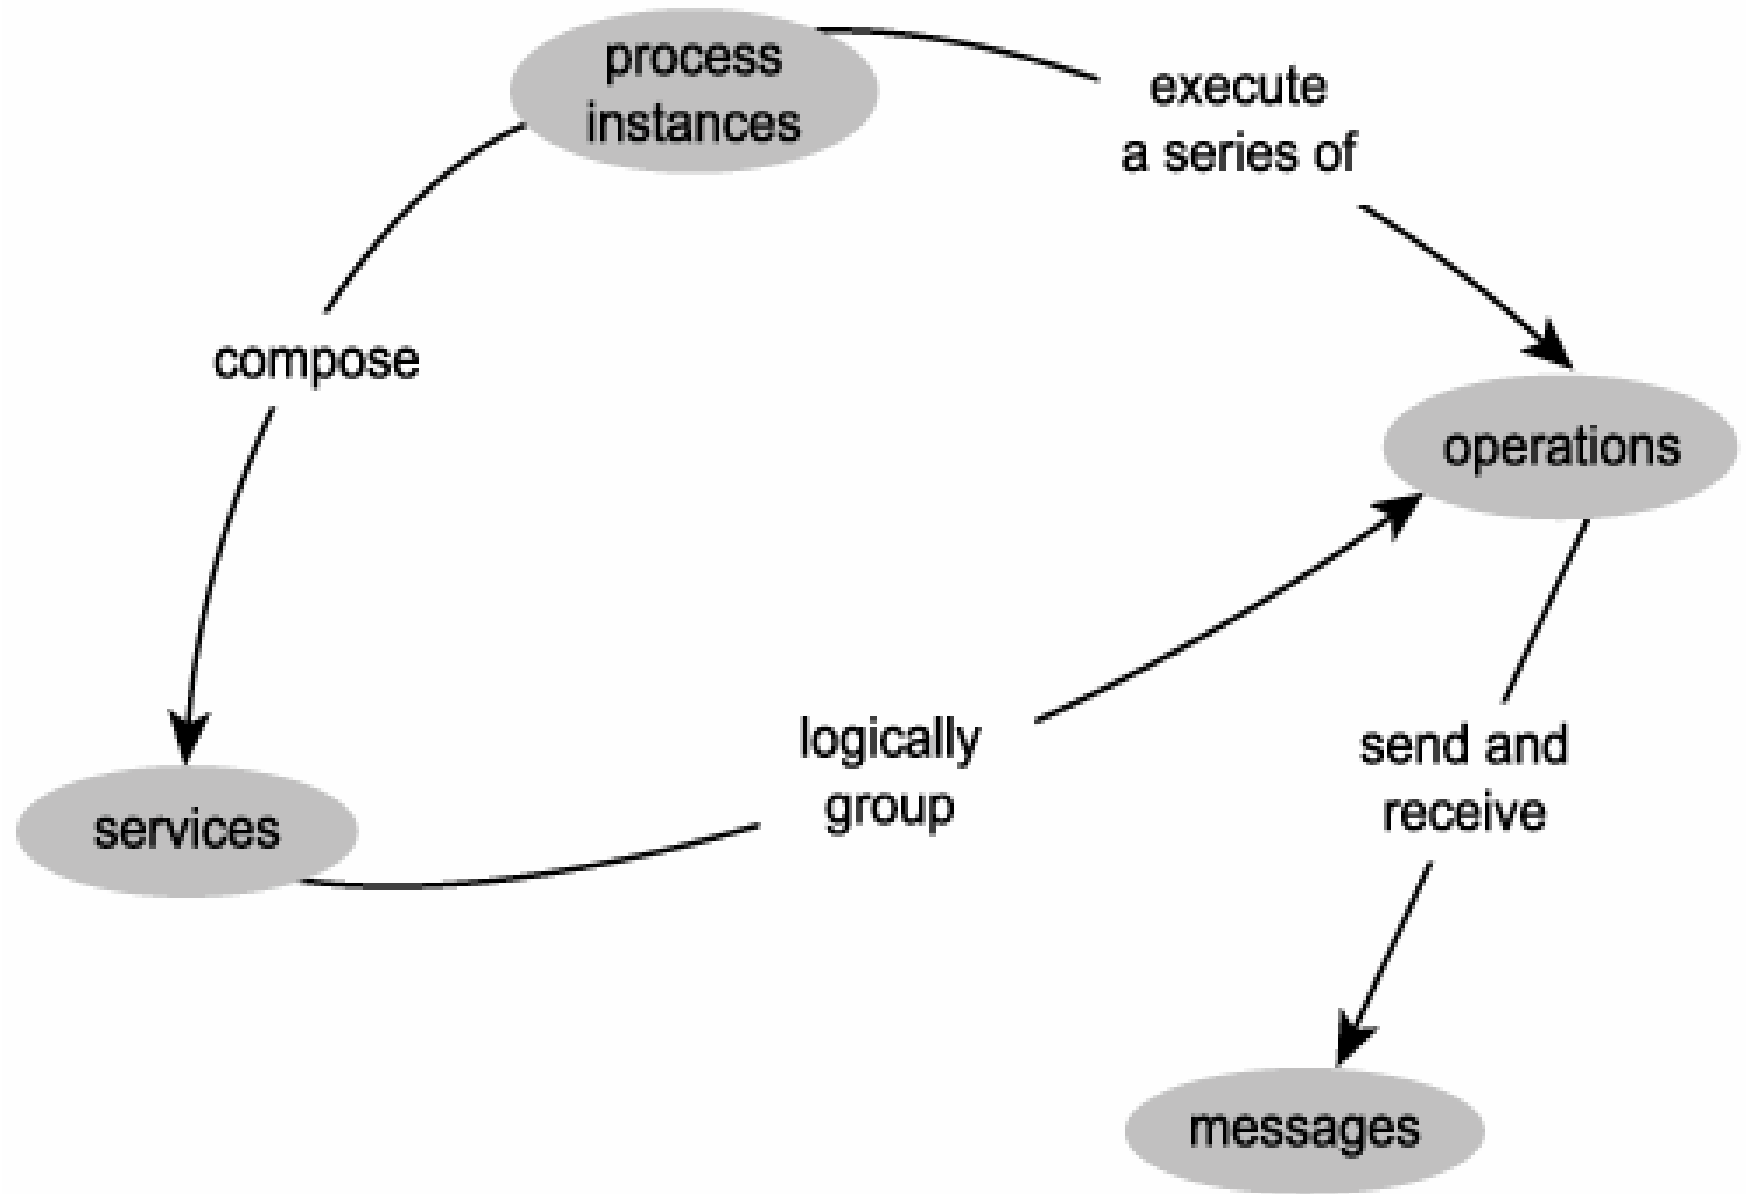 process
instances
execute
a series of
compose
operations
logically
group
send and
receive
services
messages